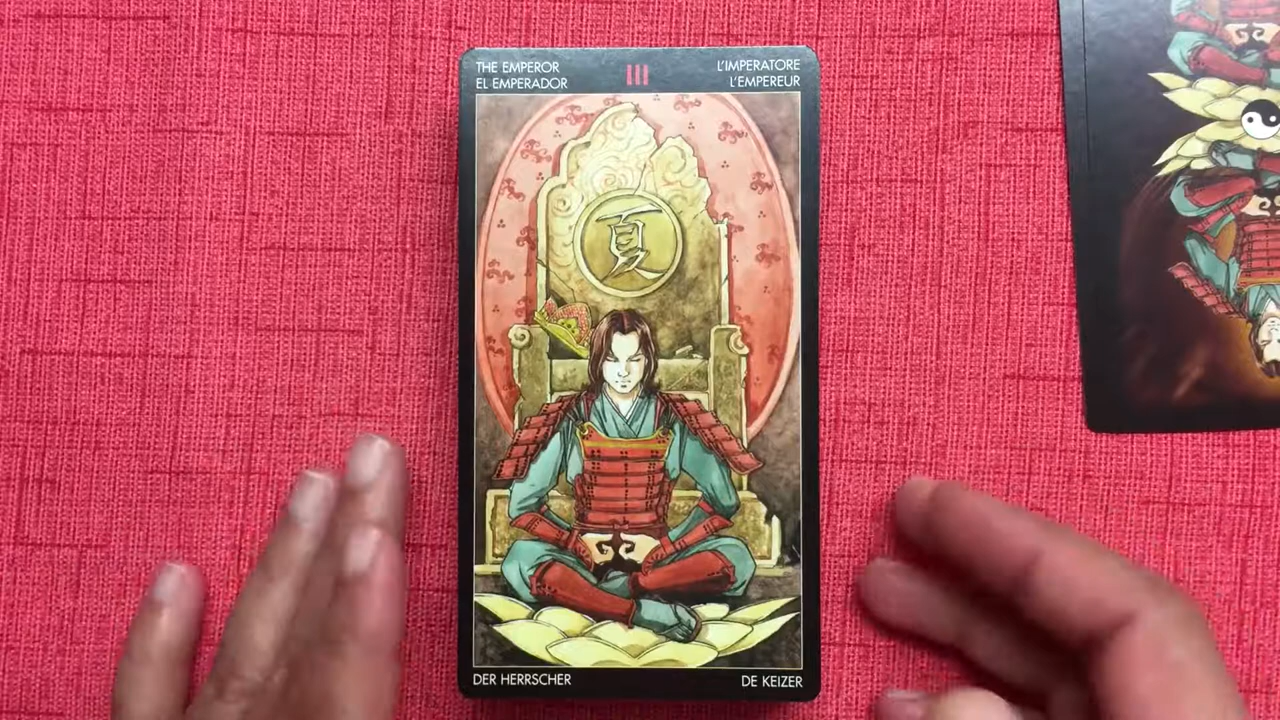 THE EMPEROR
EL EMPERADOR
III
L'IMPERATORE
L'EMPEREUR
夏
DER HERRSCHER
DE KEIZER